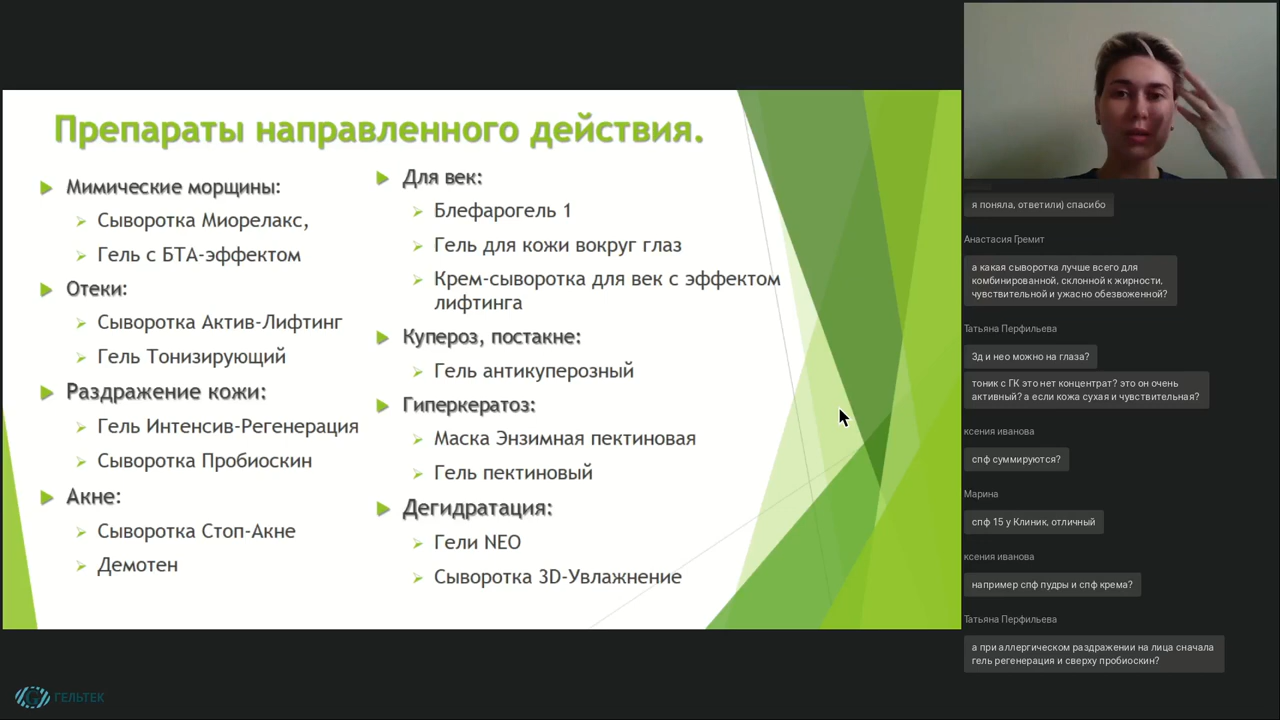 Препараты направленного действия.
Мимические морщины:
Сыворотка Миорелакс,
Гель с БТА-эффектом
Отеки:
Сыворотка Актив-Лифтинг
Гель Тонизирующий
Раздражение кожи:
Гель Интенсив-Регенерация
Сыворотка Пробиоскин
Акне:
Сыворотка Стоп-Акне
Демотен
Для век:
Блефарогель 1
Гель для кожи вокруг глаз
Крем-сыворотка для век с эффектом
лифтинга
Купероз, постакне:
Гель антикуперозный
Гиперкератоз:
Маска Энзимная пектиновая
Гель пектиновый
Дегидратация:
Гели NEO
Сыворотка 3D-Увлажнение
я поняла, ответили) спасибо
Анастасия Гремит
а какая сыворотка лучше всего для
комбинированной, склонной к жирности,
чувствительной и ужасно обезвоженной?
Татьяна Перфильева
3д и нео можно на глаза?
тоник с ГК это нет концентрат? это он очень
активный? а если кожа сухая и чувствительная?
ксения иванова
спф суммируются?
Марина
спф 15 у Клиник, отличный
ксения иванова
например спф пудры и спф крема?
Татьяна Перфильева
а при аллергическом раздражении на лица сначала
гель регенерация и сверху пробиоскин?
ГЕЛЬТЕК